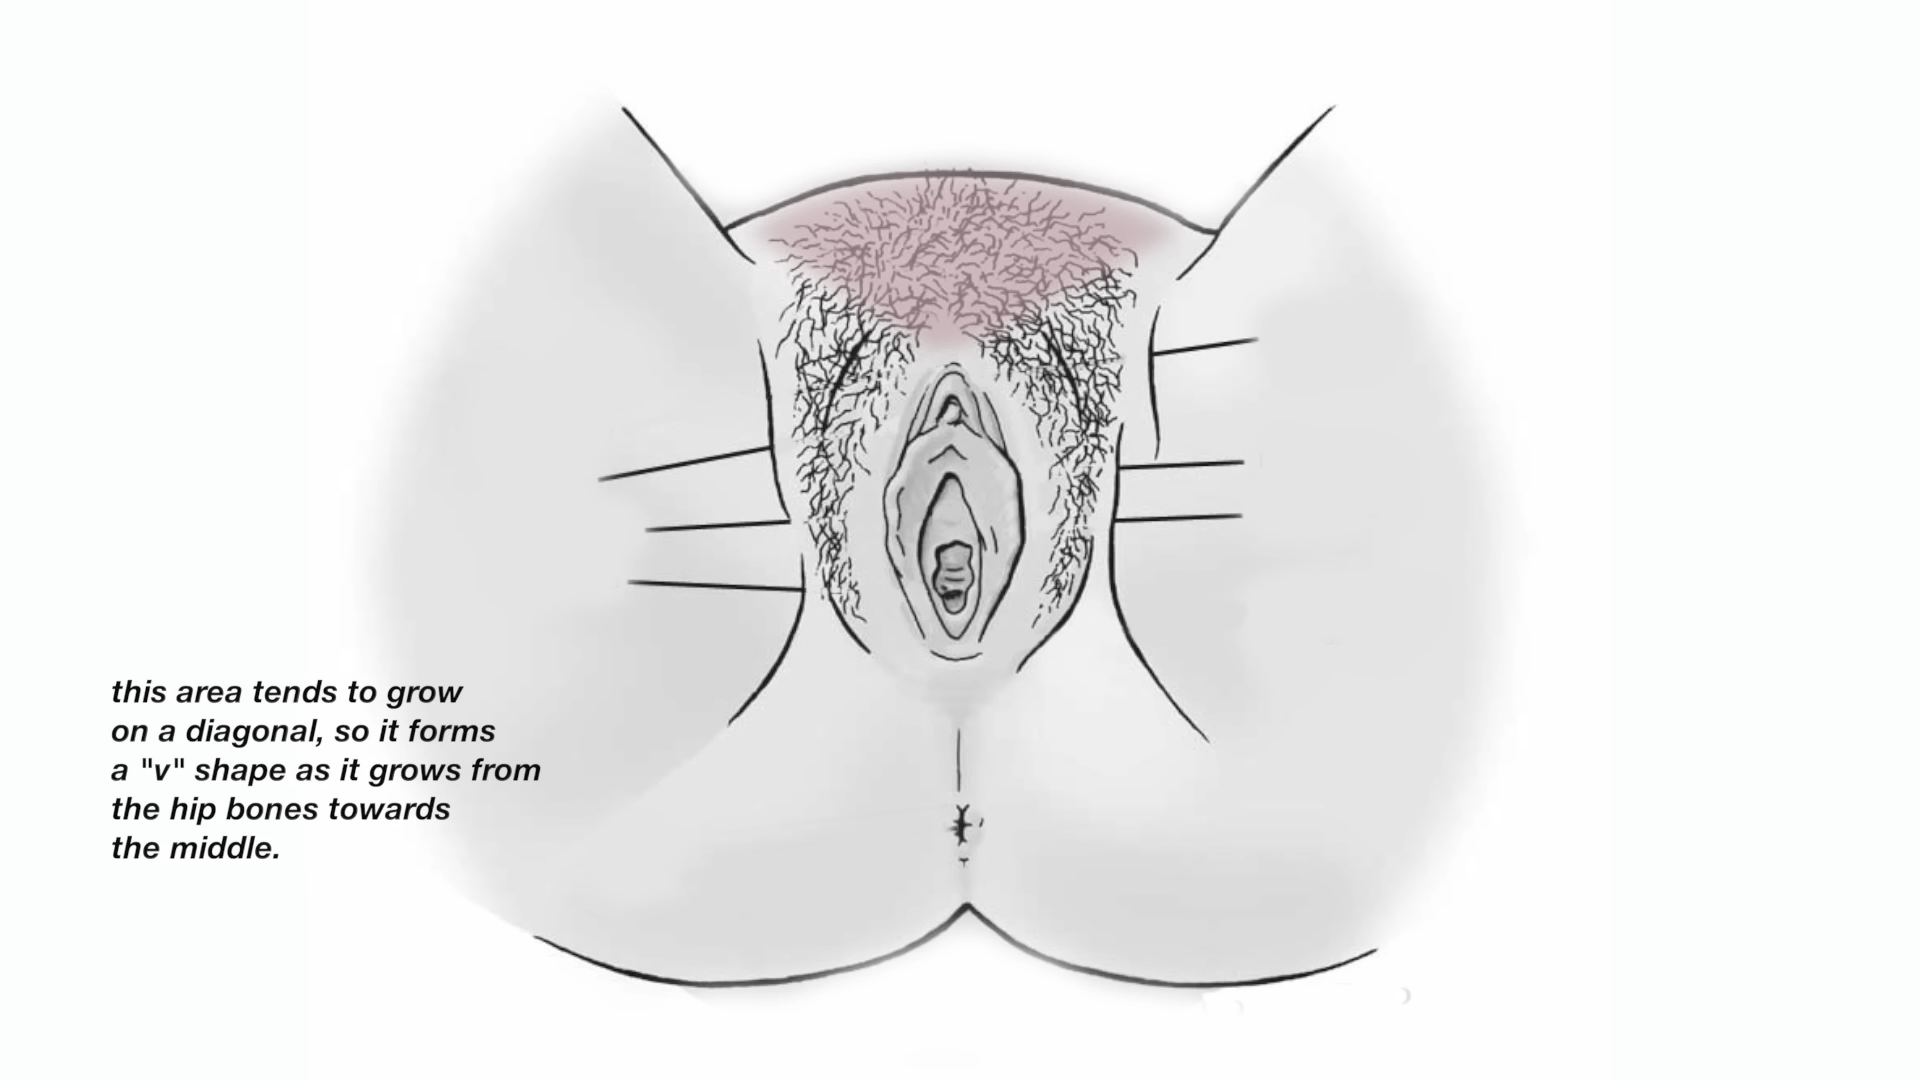 this area tends to grow
on a diagonal, so it forms
a "v" shape as it grows from
the hip bones towards
the middle.